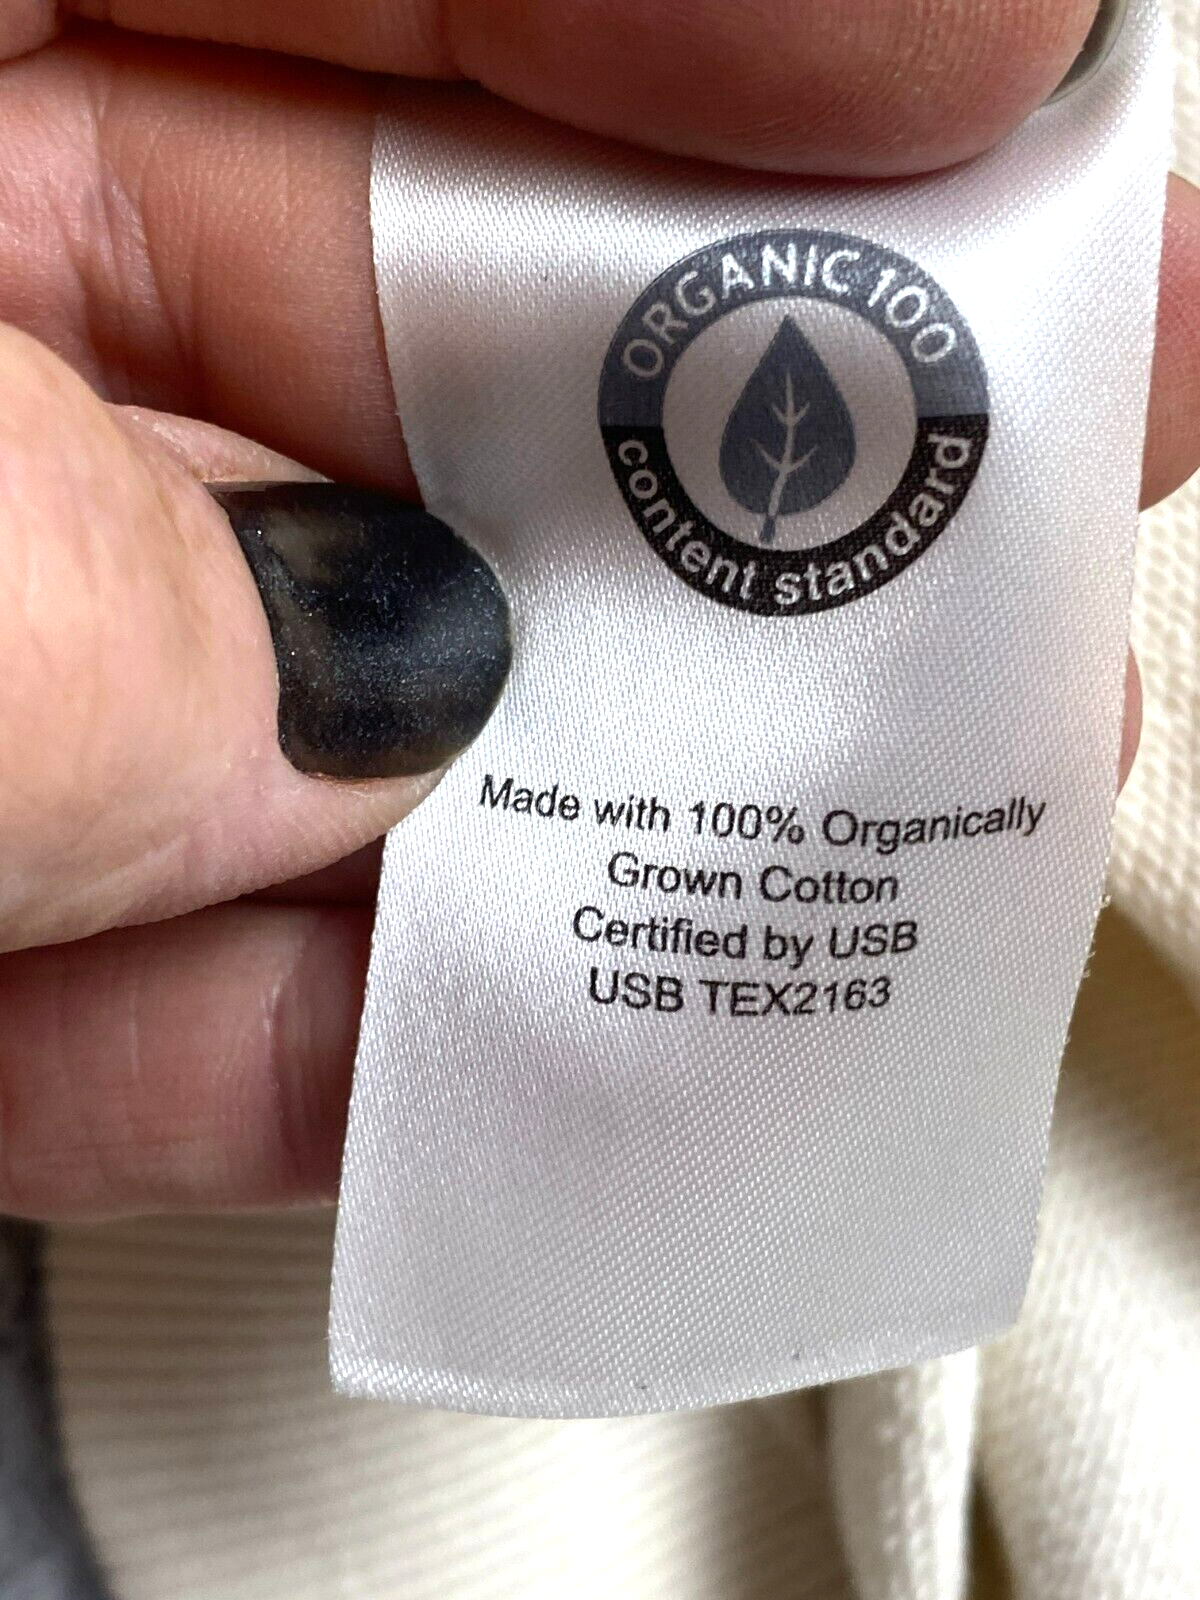 ORGANIC 100
content standard
Made with 100% Organically
Grown Cotton
Certified by USB
USB TEX2163